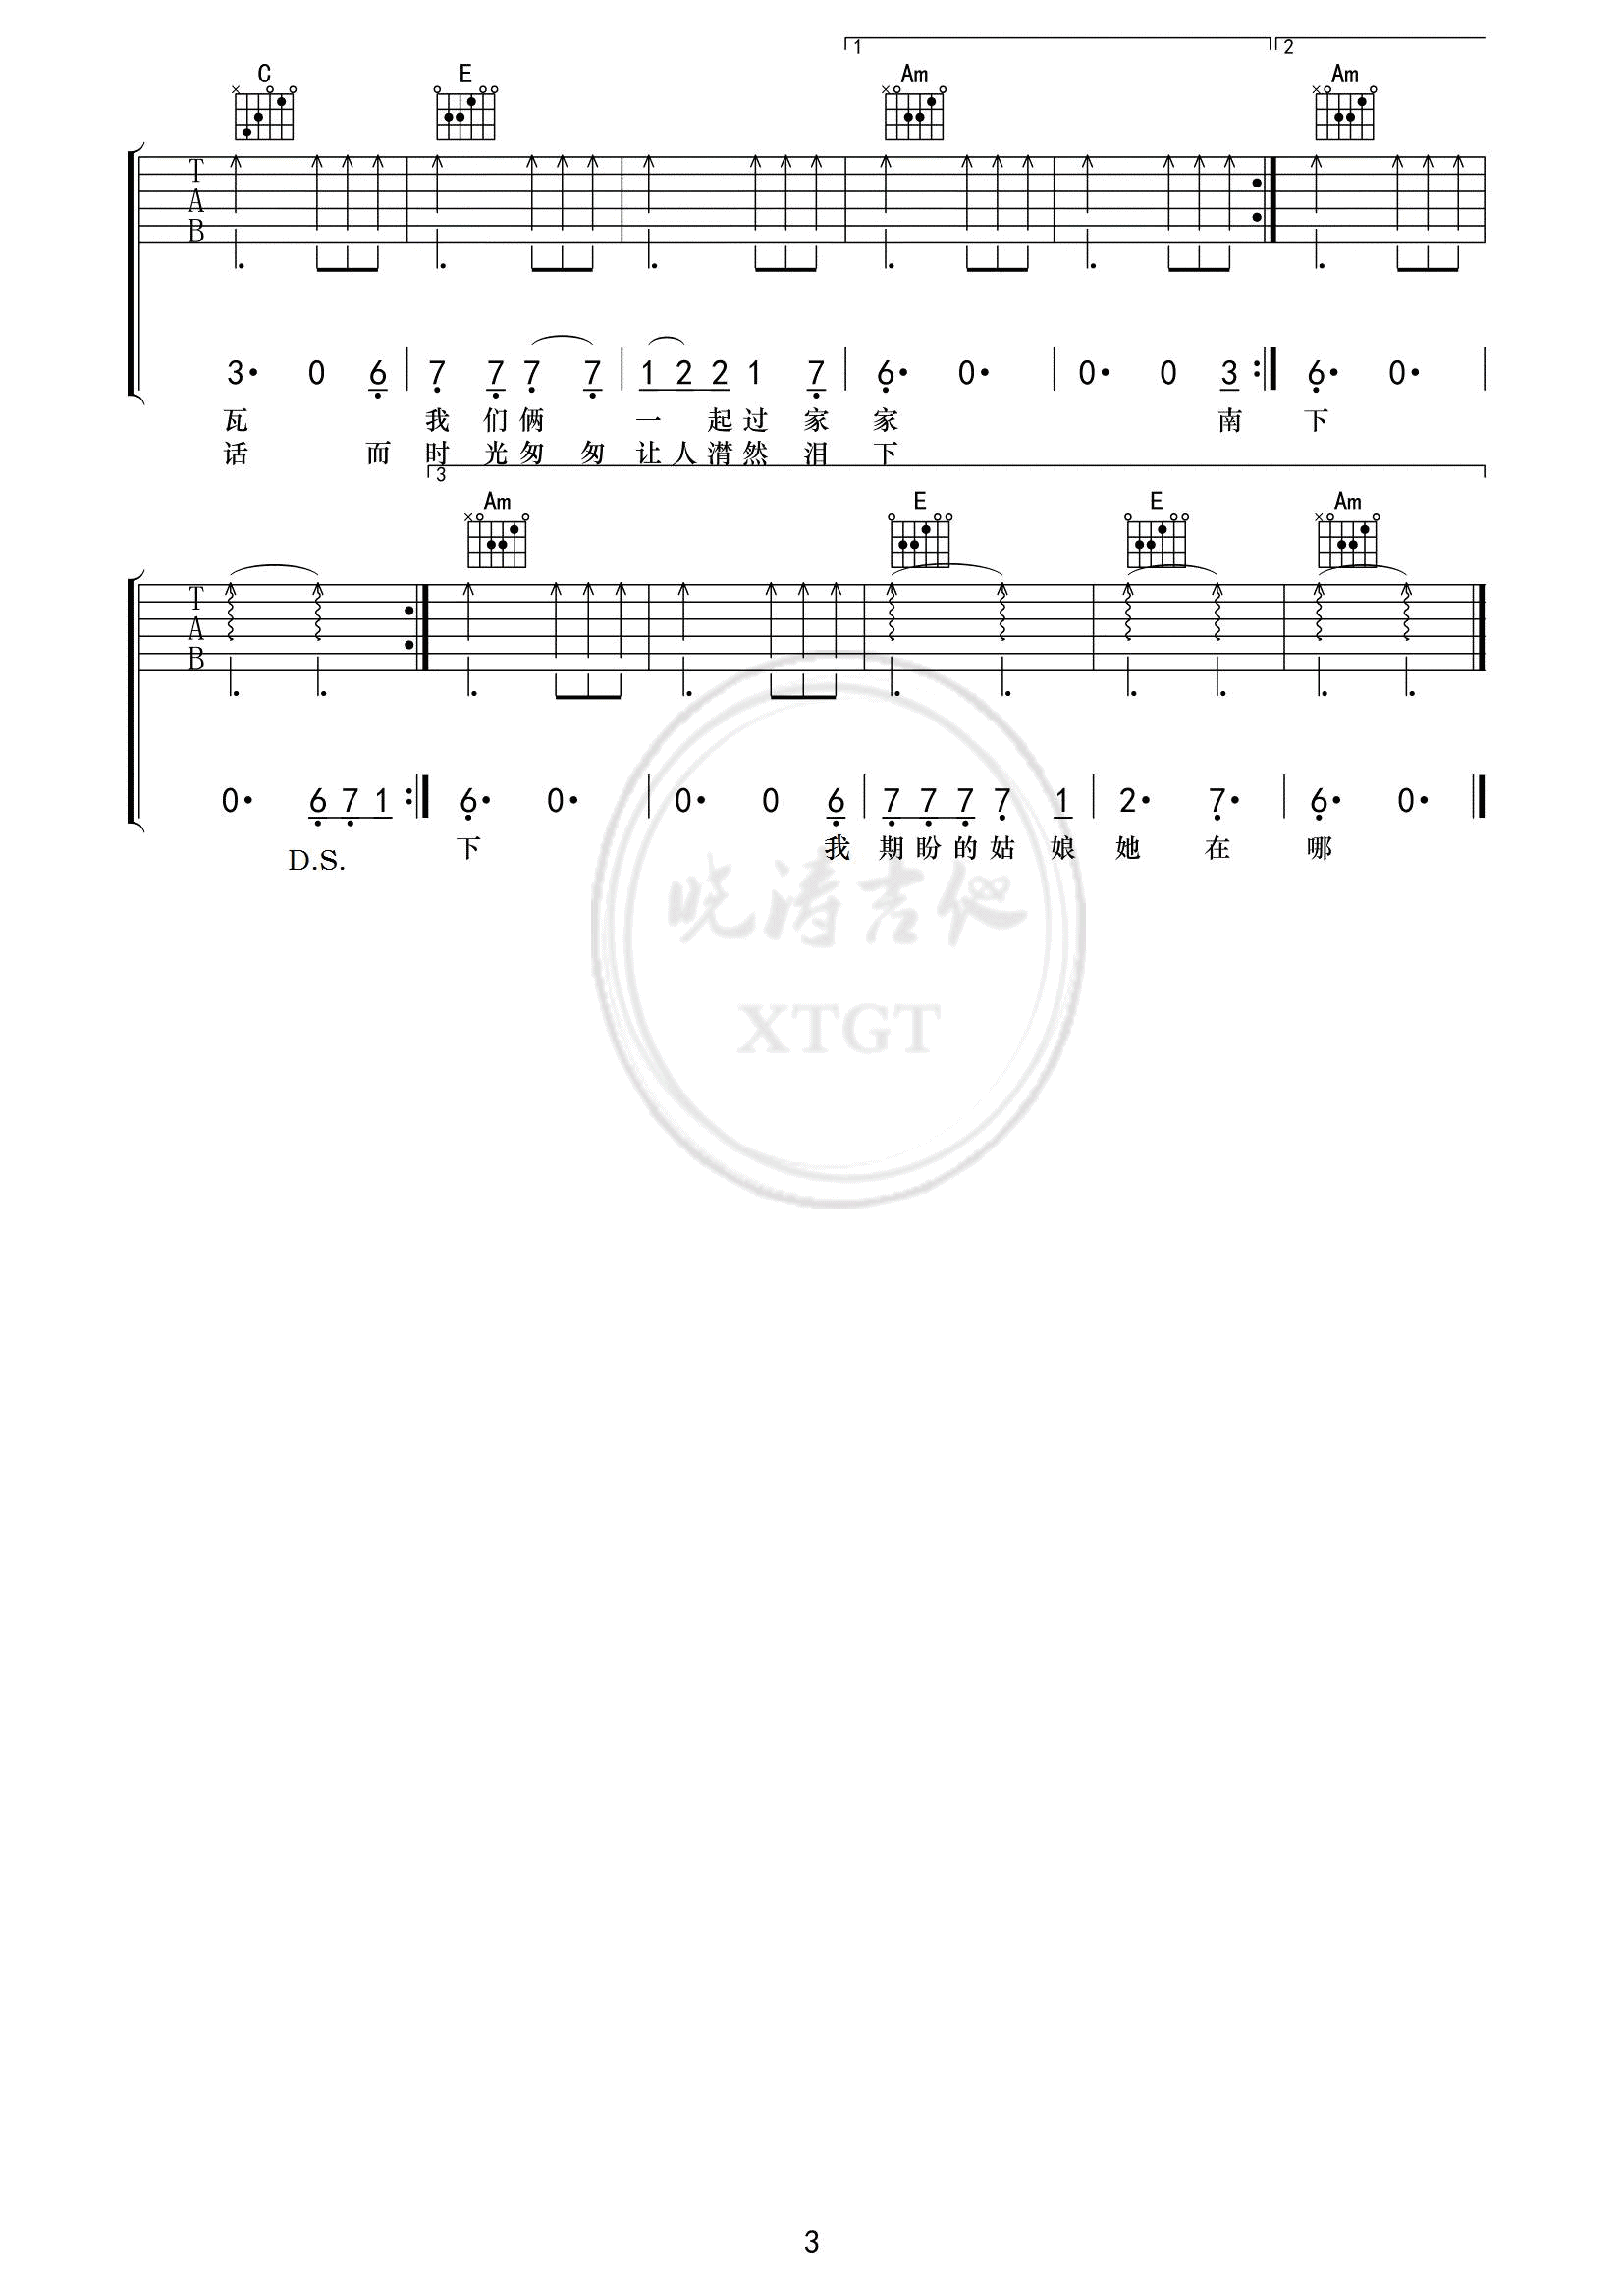 1 2
C E Am Am
T
A
B
3· 0 6 7 7 7 7 1 2 2 1 7 6· 0· 0· 0 3 6· 0·
瓦 我 们 俩 一 起 过 家 家 南 下
话 而 时 光 匆 匆 让 人 潸 然 泪 下
3
Am E E Am
T
A
B
0· 6 7 1 6· 0· 0· 0 6 7 7 7 7 1 2· 7· 6· 0·
下 我 期 盼 的 姑 娘 她 在 哪
D.S.
晓涛吉他
XTGT
3